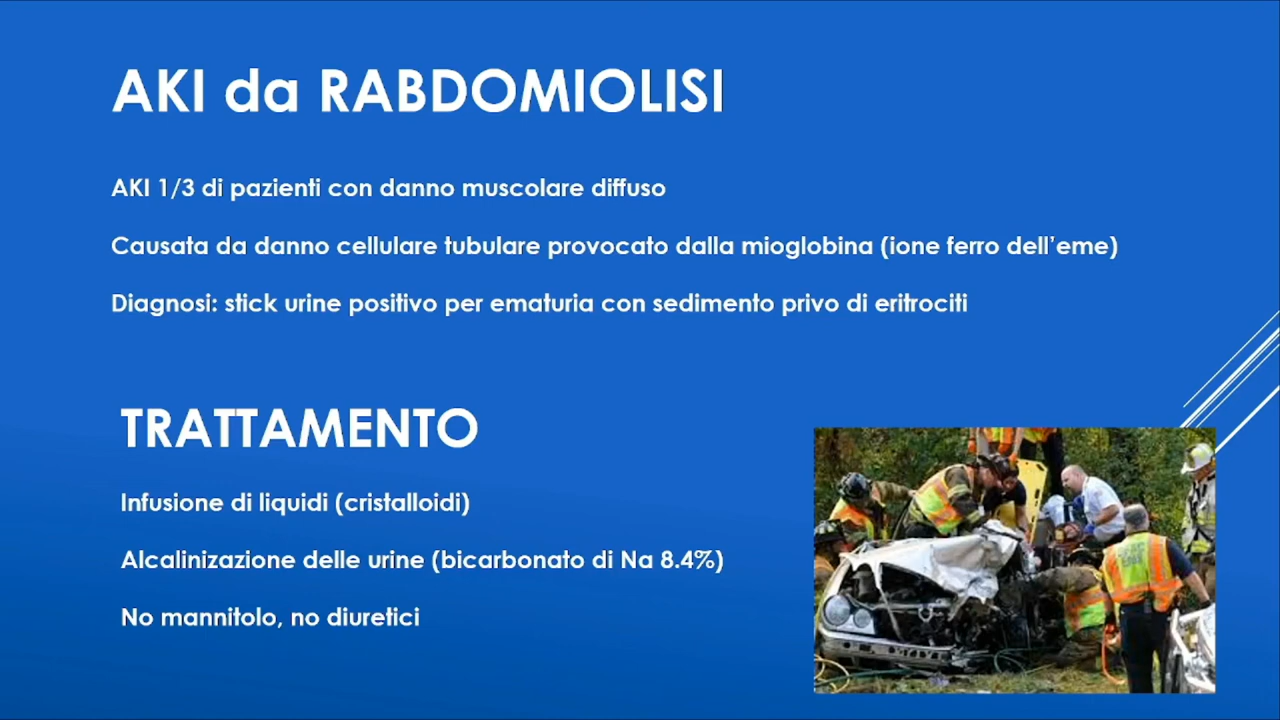 AKI da RABDOMIOLISI
AKI 1/3 di pazienti con danno muscolare diffuso
Causata da danno cellulare tubulare provocato dalla mioglobina (ione ferro dell'eme)
Diagnosi: stick urine positivo per ematuria con sedimento privo di eritrociti
TRATTAMENTO
Infusione di liquidi (cristalloidi)
Alcalinizazione delle urine (bicarbonato di Na 8.4%)
No mannitolo, no diuretici